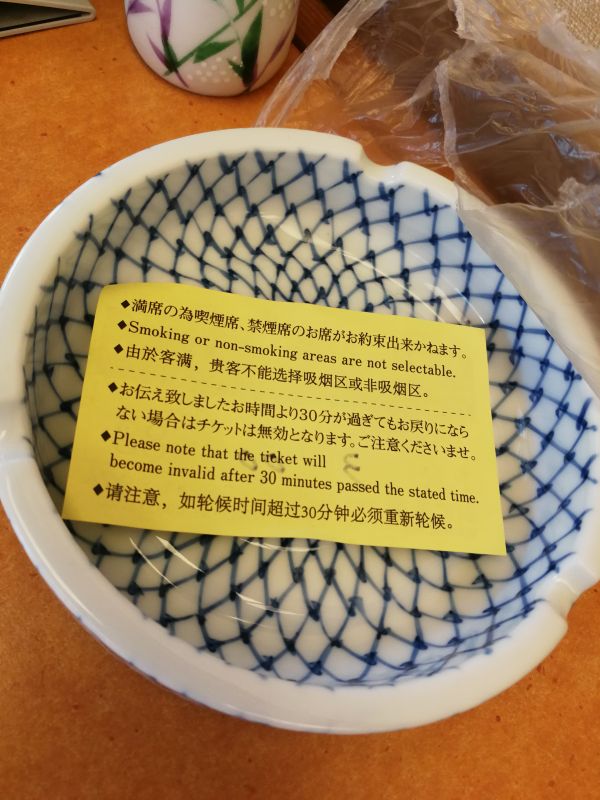 ◆満席の為喫煙席、禁煙席のお席がお約束出来かねます。
◆Smoking or non-smoking areas are not selectable.
◆由於客满，贵客不能选择吸烟区或非吸烟区。
◆お伝え致しましたお時間より30分が過ぎてもお戻りになら
ない場合はチケットは無効となります。ご注意くださいませ。
◆Please note that the ticket will
become invalid after 30 minutes passed the stated time.
◆请注意，如轮候时间超过30分钟必须重新轮候。